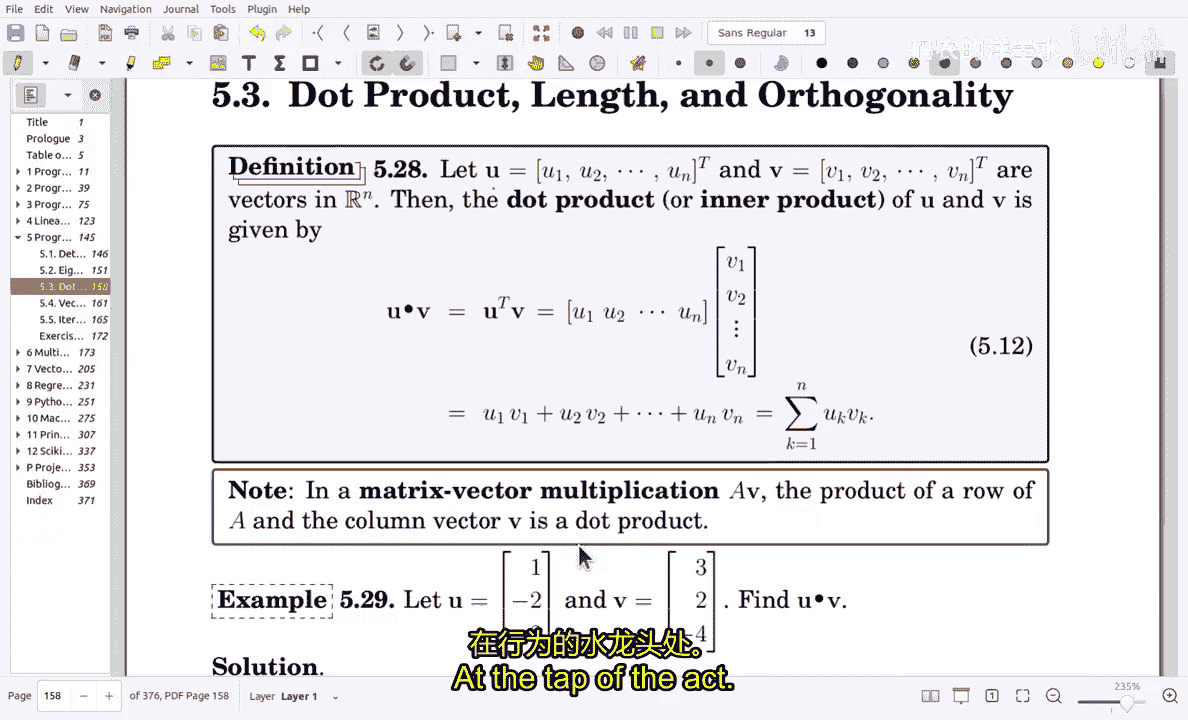 File Edit View Navigation Journal Tools Plugin Help
Sans Regular 13
Title 1
Prologue 3
Table o... 5
1 Progr... 11
2 Progr... 39
3 Progr... 75
4 Linea... 123
5 Progr... 145
5.1. Det... 146
5.2. Eig... 151
5.3. Dot... 158
5.4. Vec... 161
5.5. Iter... 165
Exercis... 172
6 Multi... 173
7 Vecto... 205
8 Regre... 231
9 Pytho... 251
10 Mac... 275
11 Prin... 307
12 Sciki... 337
P Proje... 353
Bibliog... 369
Index 371
5.3. Dot Product, Length, and Orthogonality
Definition 5.28. Let u = [u₁, u₂, ⋯ , uₙ]ᵀ and v = [v₁, v₂, ⋯ , vₙ]ᵀ are
vectors in ℝⁿ. Then, the dot product (or inner product) of u and v is
given by
u•v = uᵀv = [u₁ u₂ ⋯ uₙ] [v₁ v₂ ⋮ vₙ]
(5.12)
= u₁ v₁ + u₂ v₂ + ⋯ + uₙ vₙ = ∑ₖ₌₁ⁿ uₖvₖ.
Note: In a matrix-vector multiplication Av, the product of a row of
A and the column vector v is a dot product.
Example 5.29. Let u = [1 −2] and v = [3 2 −4]. Find u•v.
Solution.
在行为的水龙头处。
At the tap of the act.
Page 158 − + of 376, PDF Page 158 Layer Layer 1
235%